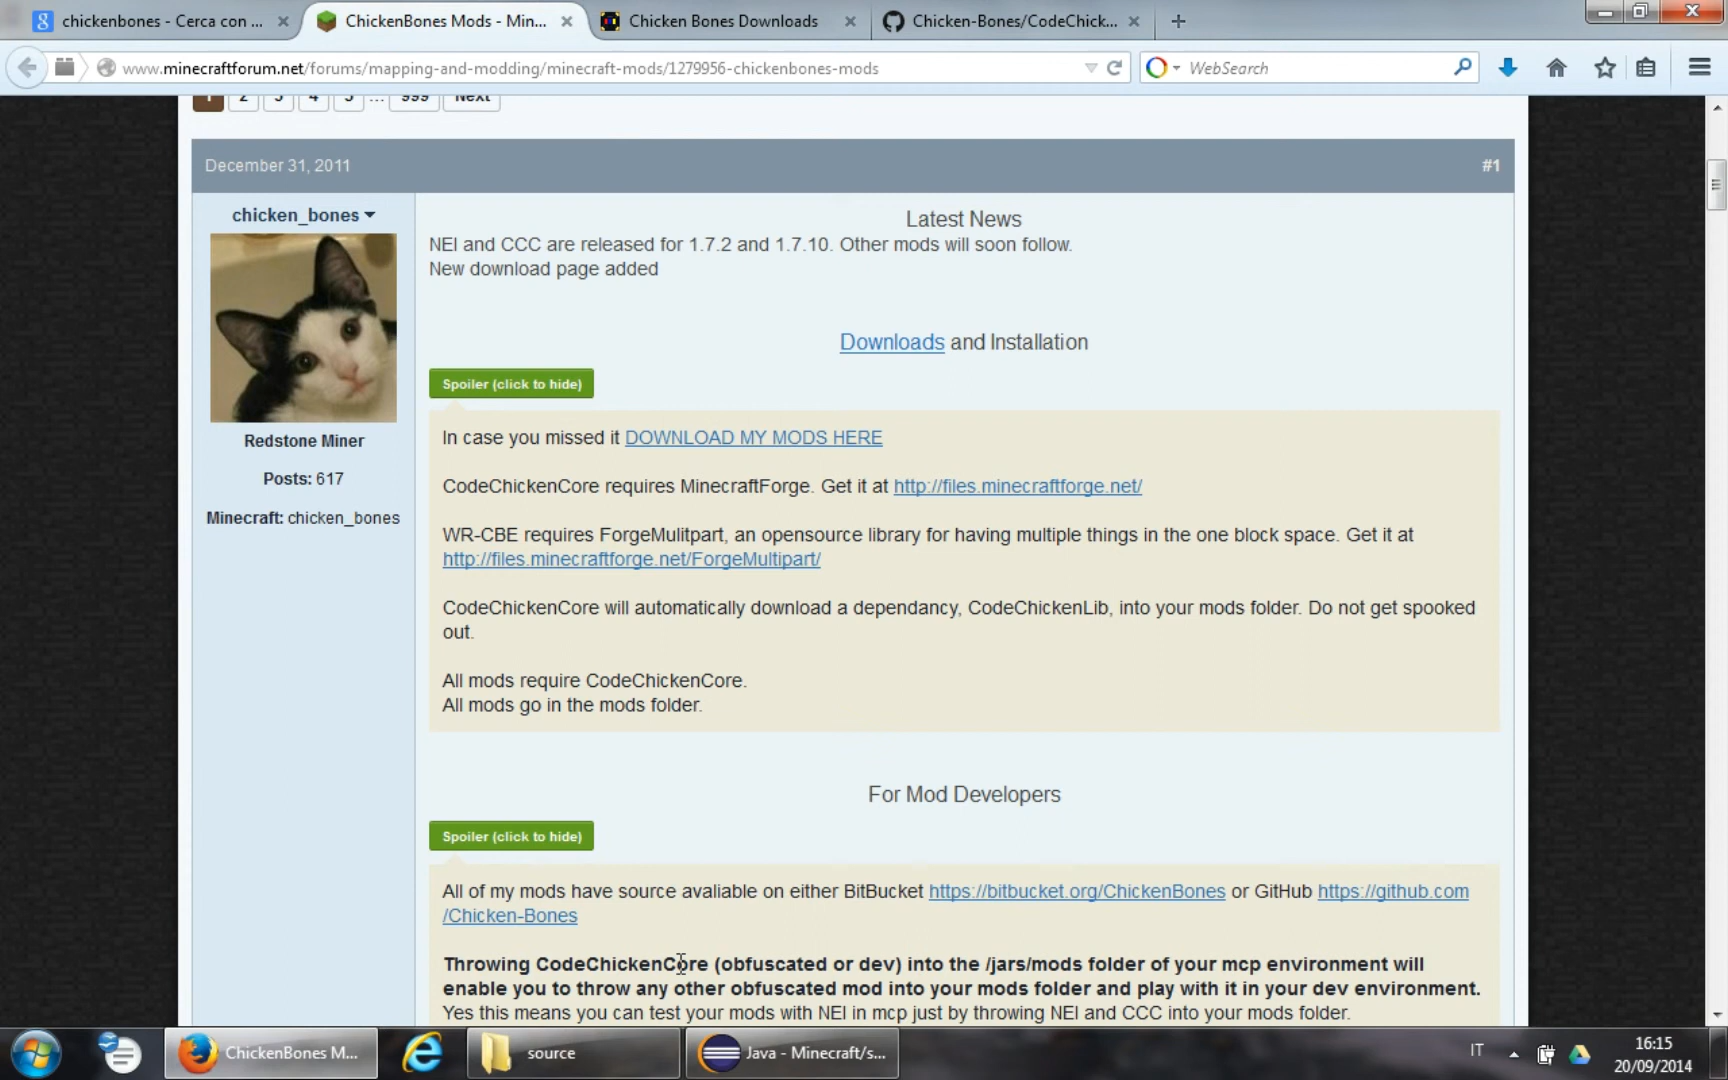 chickenbones - Cerca con ...
ChickenBones Mods - Min...
Chicken Bones Downloads
Chicken-Bones/CodeChick...
www.minecraftforum.net/forums/mapping-and-modding/minecraft-mods/1279956-chickenbones-mods
WebSearch
1 2 3 4 5 ... 999 Next
December 31, 2011
#1
chicken_bones
Redstone Miner
Posts: 617
Minecraft: chicken_bones
Latest News
NEI and CCC are released for 1.7.2 and 1.7.10. Other mods will soon follow.
New download page added
Downloads and Installation
Spoiler (click to hide)
In case you missed it DOWNLOAD MY MODS HERE
CodeChickenCore requires MinecraftForge. Get it at http://files.minecraftforge.net/
WR-CBE requires ForgeMulitpart, an opensource library for having multiple things in the one block space. Get it at
http://files.minecraftforge.net/ForgeMultipart/
CodeChickenCore will automatically download a dependancy, CodeChickenLib, into your mods folder. Do not get spooked
out.
All mods require CodeChickenCore.
All mods go in the mods folder.
For Mod Developers
Spoiler (click to hide)
All of my mods have source avaliable on either BitBucket https://bitbucket.org/ChickenBones or GitHub https://github.com
/Chicken-Bones
Throwing CodeChickenCore (obfuscated or dev) into the /jars/mods folder of your mcp environment will
enable you to throw any other obfuscated mod into your mods folder and play with it in your dev environment.
Yes this means you can test your mods with NEI in mcp just by throwing NEI and CCC into your mods folder.
ChickenBones M...
source
Java - Minecraft/s...
IT
16:15
20/09/2014